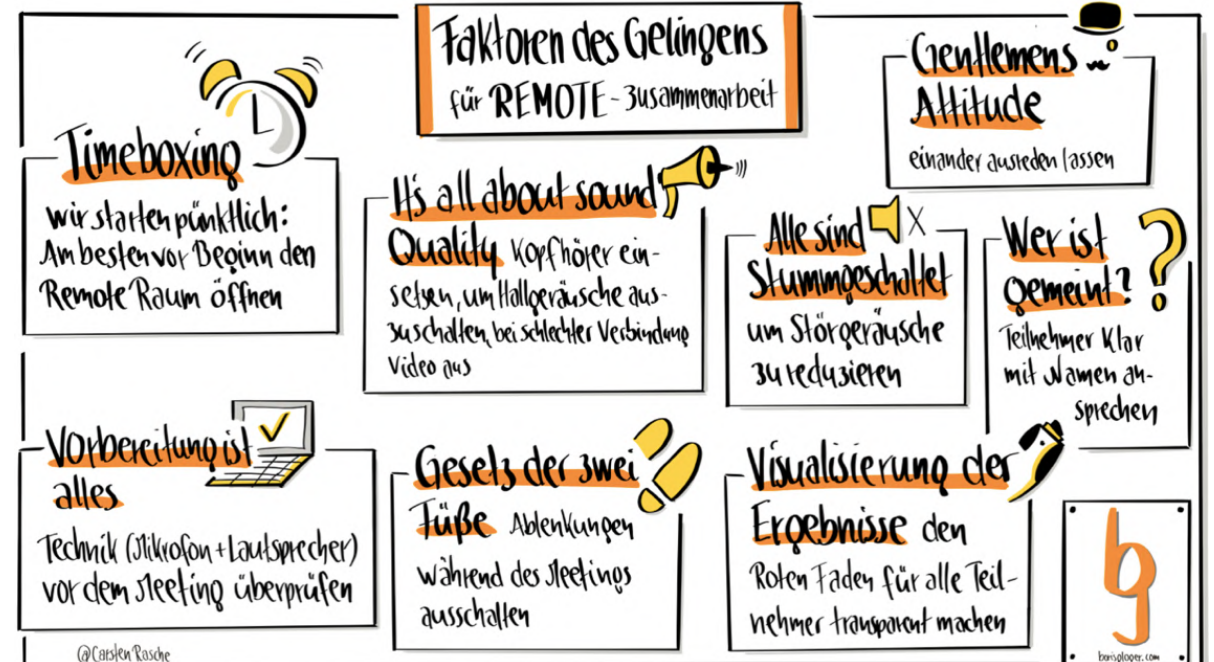 Faktoren des Gelingens
für REMOTE-Zusammenarbeit
Timeboxing
wir starten pünktlich:
Am besten vor Beginn den
Remote Raum öffnen
It's all about sound
Quality Kopfhörer ein-
setzen, um Hallgeräusche aus-
zuschalten, bei schlechter Verbindung
Video aus
Gentlemens
Attitude
einander ausreden lassen
Alle sind
Stummgeschaltet
um Störgeräusche
zu reduzieren
Wer ist
gemeint?
Teilnehmer Klar
mit Namen an-
sprechen
Vorbereitung ist
alles
Technik (Mikrofon + Lautsprecher)
vor dem Meeting überprüfen
Gesetz der zwei
Füße Ablenkungen
während des Meetings
ausschalten
Visualisierung der
Ergebnisse den
Roten Faden für alle Teil-
nehmer transparent machen
bg
borisgloger.com
@Carsten Rasche